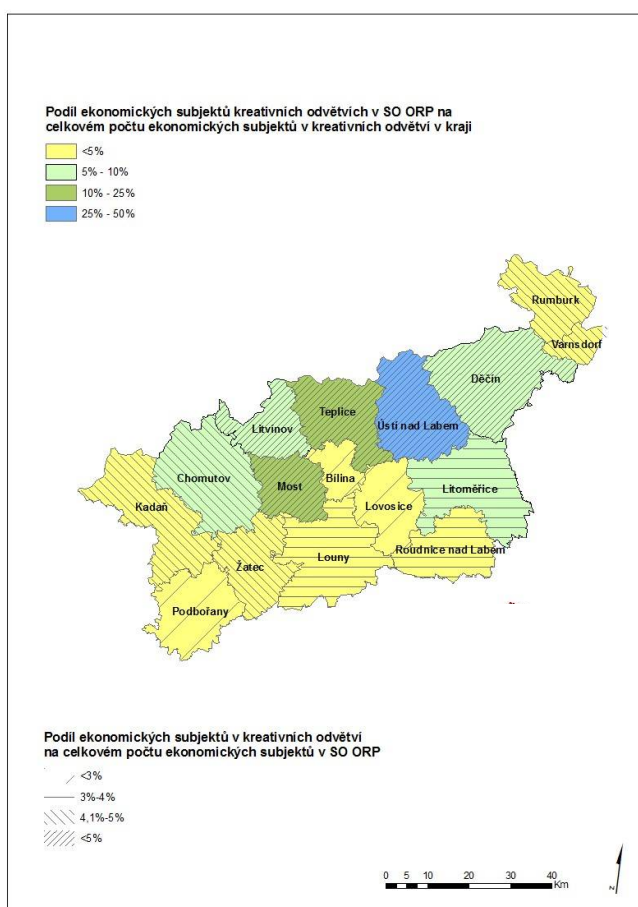 Podíl ekonomických subjektů kreativních odvětvích v SO ORP na
celkovém počtu ekonomických subjektů v kreativních odvětví v kraji
<5%
5% - 10%
10% - 25%
25% - 50%
Rumburk
Varnsdorf
Děčín
Teplice
Ústí nad Labem
Litvínov
Chomutov
Most
Bílina
Litoměřice
Kadaň
Lovosice
Roudnice nad Labem
Louny
Žatec
Podbořany
Podíl ekonomických subjektů v kreativních odvětví
na celkovém počtu ekonomických subjektů v SO ORP
<3%
3%-4%
4,1%-5%
<5%
0 5 10 20 30 40
Km
N